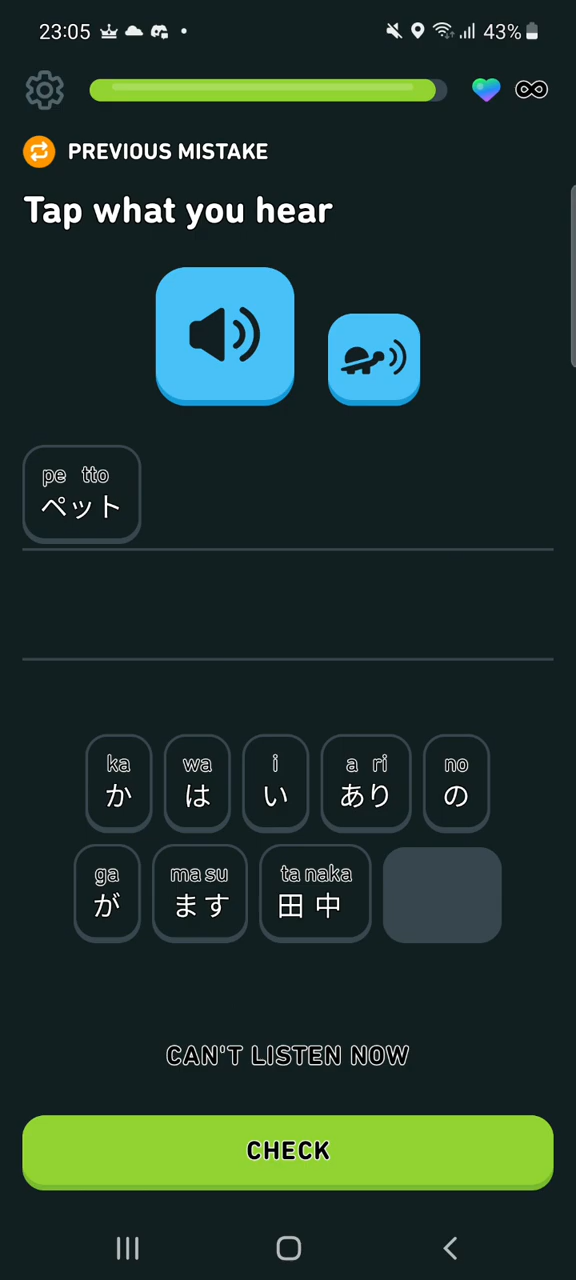 23:05
43%
PREVIOUS MISTAKE
Tap what you hear
pe tto
ペット
ka wa i a ri no
か は い あり の
ga ma su ta naka
が ます 田中
CAN'T LISTEN NOW
CHECK